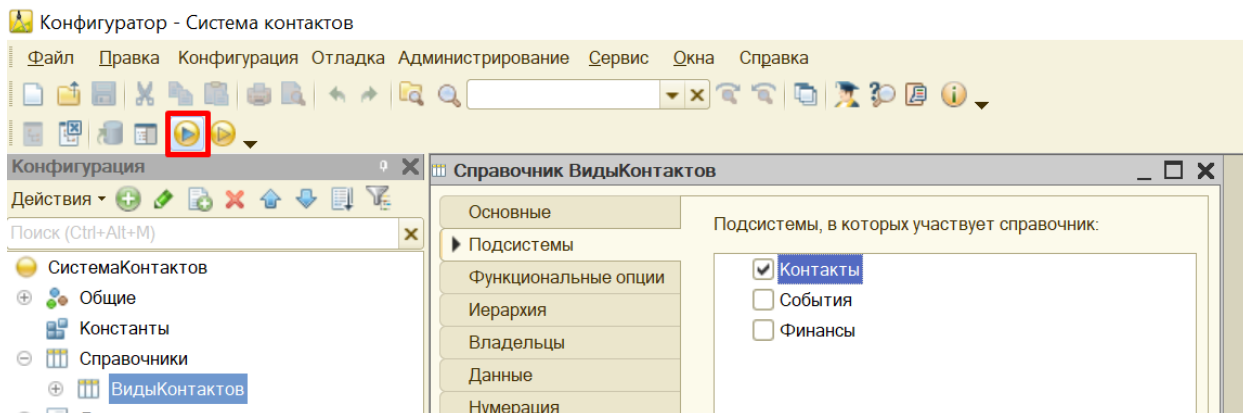 Конфигуратор - Система контактов
Файл Правка Конфигурация Отладка Администрирование Сервис Окна Справка
Конфигурация
Действия
Поиск (Ctrl+Alt+M)
СистемаКонтактов
Общие
Константы
Справочники
ВидыКонтактов
Справочник ВидыКонтактов
Основные
Подсистемы
Функциональные опции
Иерархия
Владельцы
Данные
Нумерация
Подсистемы, в которых участвует справочник:
Контакты
События
Финансы